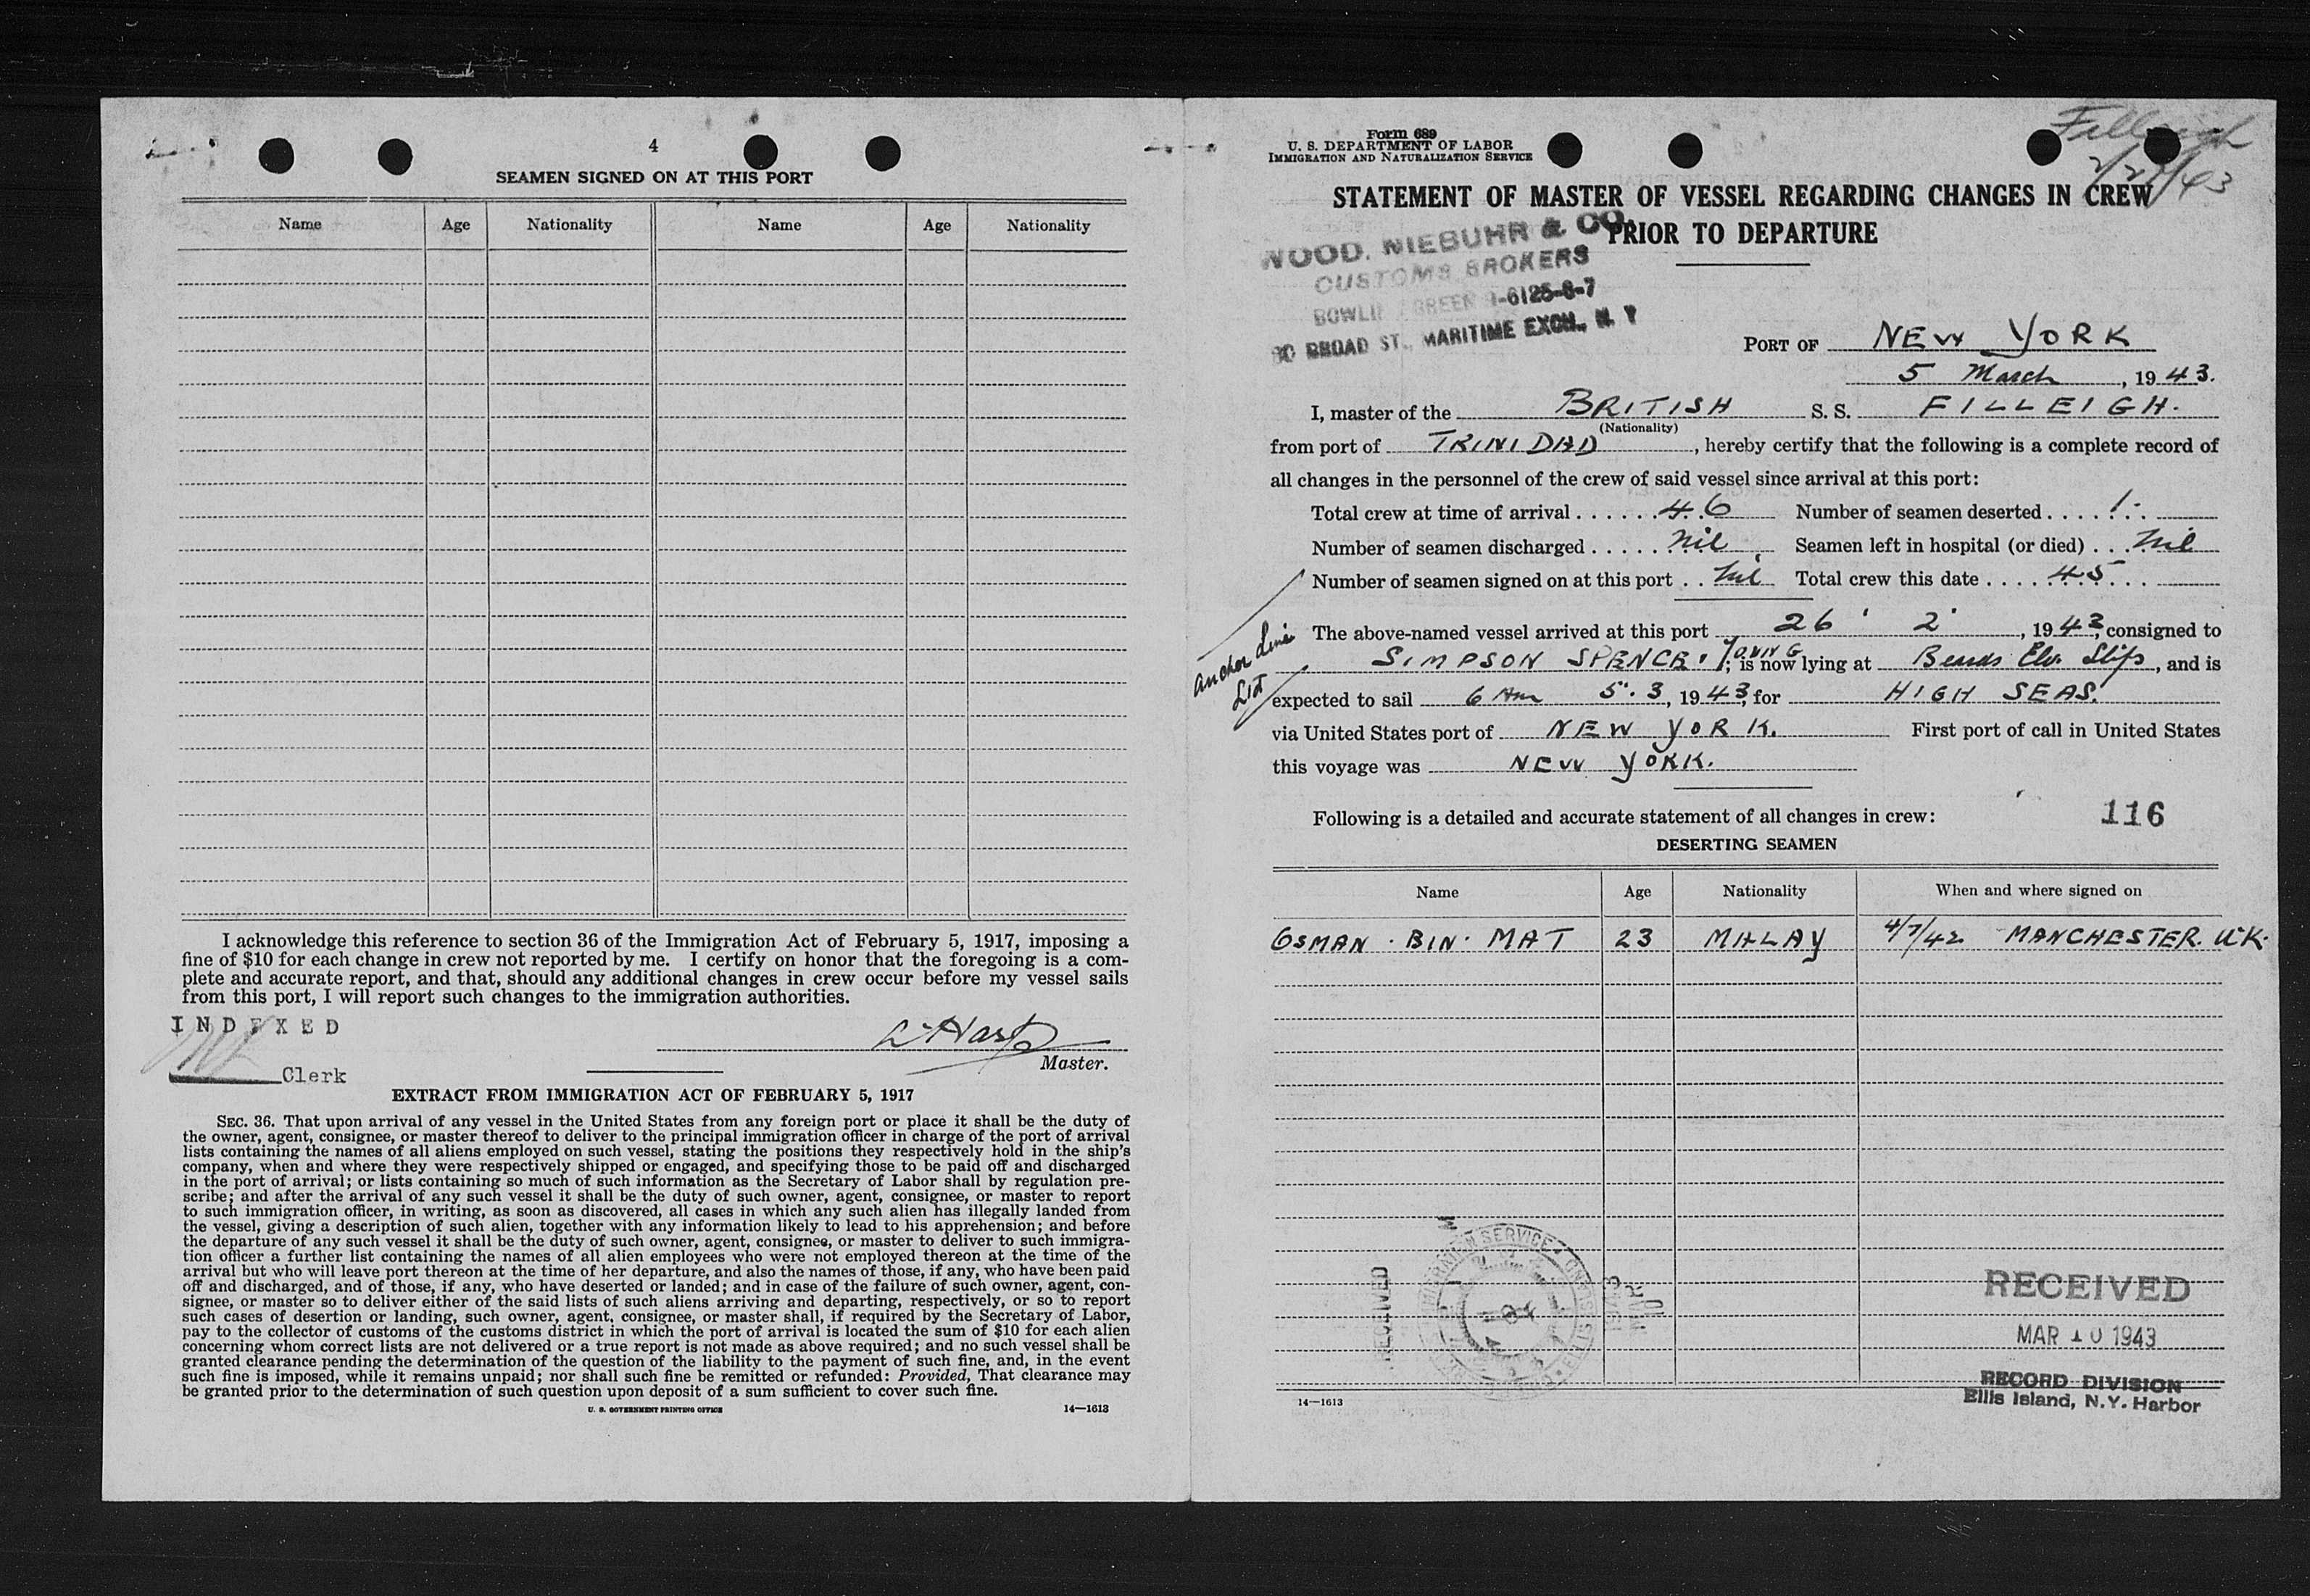 4
SEAMEN SIGNED ON AT THIS PORT
Name Age Nationality Name Age Nationality
I acknowledge this reference to section 36 of the Immigration Act of February 5, 1917, imposing a
fine of $10 for each change in crew not reported by me. I certify on honor that the foregoing is a com-
plete and accurate report, and that, should any additional changes in crew occur before my vessel sails
from this port, I will report such changes to the immigration authorities.
INDEXED
Clerk
Master.
EXTRACT FROM IMMIGRATION ACT OF FEBRUARY 5, 1917
SEC. 36. That upon arrival of any vessel in the United States from any foreign port or place it shall be the duty of
the owner, agent, consignee, or master thereof to deliver to the principal immigration officer in charge of the port of arrival
lists containing the names of all aliens employed on such vessel, stating the positions they respectively hold in the ship's
company, when and where they were respectively shipped or engaged, and specifying those to be paid off and discharged
in the port of arrival; or lists containing so much of such information as the Secretary of Labor shall by regulation pre-
scribe; and after the arrival of any such vessel it shall be the duty of such owner, agent, consignee, or master to report
to such immigration officer, in writing, as soon as discovered, all cases in which any such alien has illegally landed from
the vessel, giving a description of such alien, together with any information likely to lead to his apprehension; and before
the departure of any such vessel it shall be the duty of such owner, agent, consignee, or master to deliver to such immigra-
tion officer a further list containing the names of all alien employees who were not employed thereon at the time of the
arrival but who will leave port thereon at the time of her departure, and also the names of those, if any, who have been paid
off and discharged, and of those, if any, who have deserted or landed; and in case of the failure of such owner, agent, con-
signee, or master so to deliver either of the said lists of such aliens arriving and departing, respectively, or so to report
such cases of desertion or landing, such owner, agent, consignee, or master shall, if required by the Secretary of Labor,
pay to the collector of customs of the customs district in which the port of arrival is located the sum of $10 for each alien
concerning whom correct lists are not delivered or a true report is not made as above required; and no such vessel shall be
granted clearance pending the determination of the question of the liability to the payment of such fine, and, in the event
such fine is imposed, while it remains unpaid; nor shall such fine be remitted or refunded: Provided, That clearance may
be granted prior to the determination of such question upon deposit of a sum sufficient to cover such fine.
U. S. GOVERNMENT PRINTING OFFICE 14—1613
Form 689
U. S. DEPARTMENT OF LABOR
IMMIGRATION AND NATURALIZATION SERVICE
STATEMENT OF MASTER OF VESSEL REGARDING CHANGES IN CREW
PRIOR TO DEPARTURE
WOOD, NIEBUHR & CO.
CUSTOMS BROKERS
BOWLING GREEN 9-6125-6-7
BROAD ST., MARITIME EXCH., N. Y
PORT OF NEW YORK
5 March, 1943.
I, master of the BRITISH S. S. FILLEIGH.
(Nationality)
from port of TRINIDAD, hereby certify that the following is a complete record of
all changes in the personnel of the crew of said vessel since arrival at this port:
Total crew at time of arrival 46 Number of seamen deserted 1
Number of seamen discharged nil Seamen left in hospital (or died) nil
Number of seamen signed on at this port nil Total crew this date 45
The above-named vessel arrived at this port 26 2, 1943, consigned to
SIMPSON SPENCE & YOUNG; is now lying at Beards Slip, and is
Anchor Line Ltd
expected to sail 6 Am 5.3, 1943, for HIGH SEAS.
via United States port of NEW YORK. First port of call in United States
this voyage was NEW YORK.
Following is a detailed and accurate statement of all changes in crew: 116
DESERTING SEAMEN
Name Age Nationality When and where signed on
OSMAN BIN MAT 23 MALAY 4/7/42 MANCHESTER. U.K.
RECEIVED
RECEIVED
MAR 10 1943
RECORD DIVISION
Ellis Island, N.Y. Harbor
14—1613